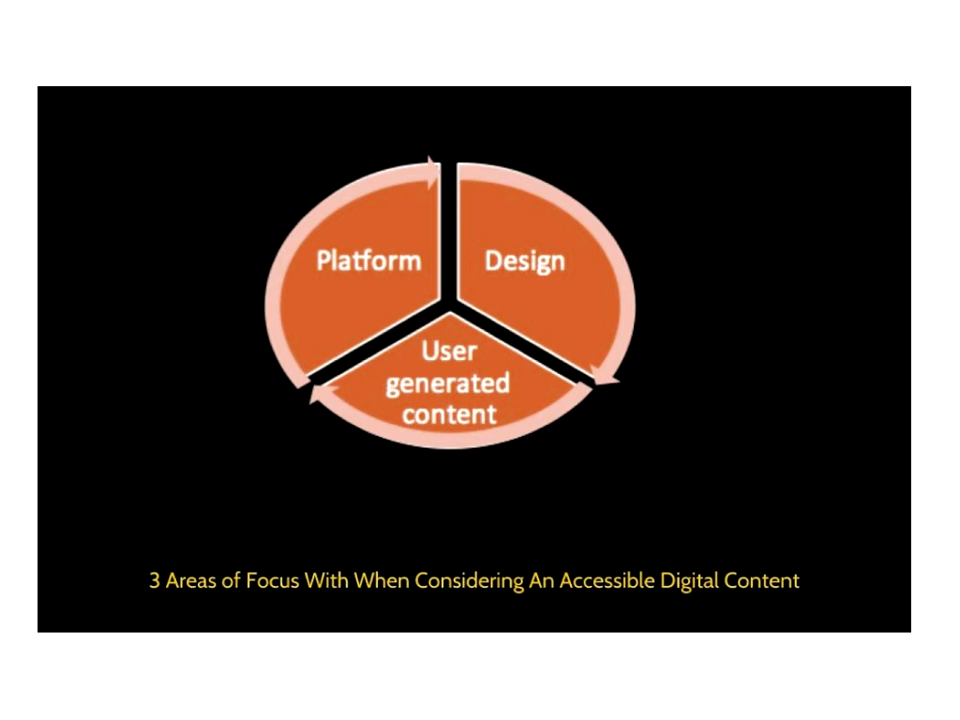 Platform
Design
User
generated
content
3 Areas of Focus With When Considering An Accessible Digital Content